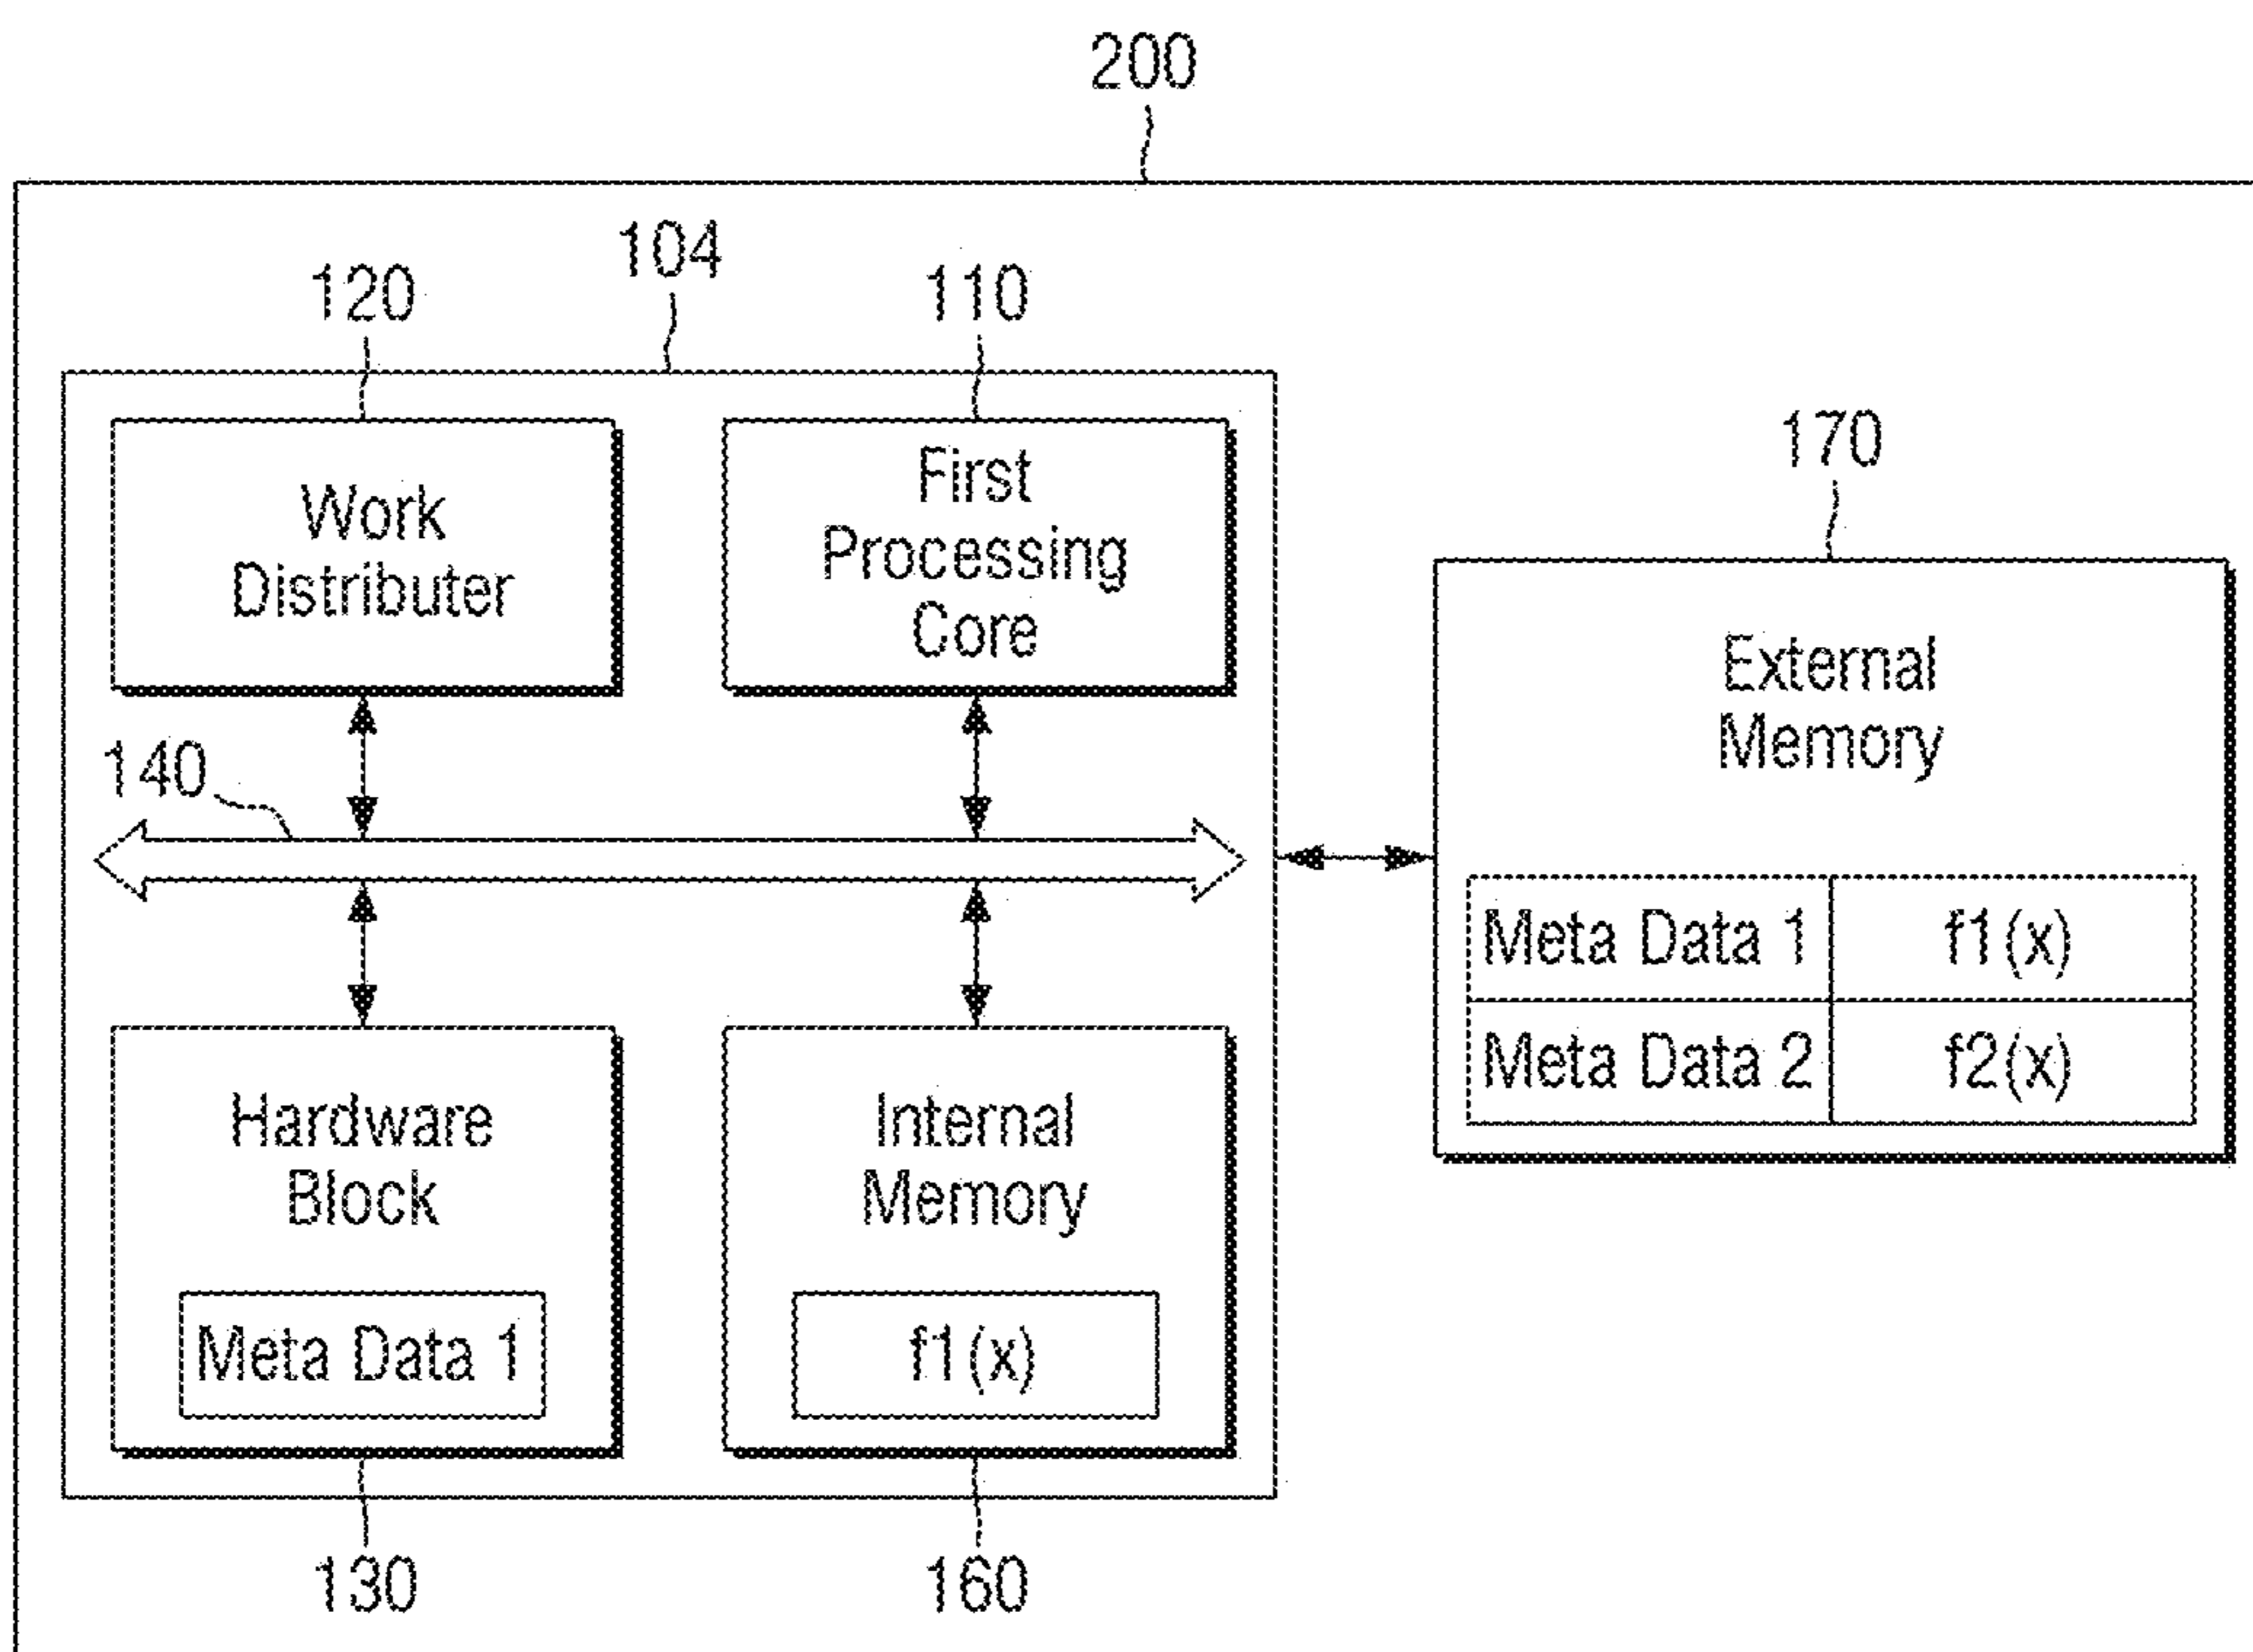 200
104
120
110
170
Work
Distributer
First
Processing
Core
External
Memory
140
Meta Data 1
f1(x)
Meta Data 2
f2(x)
Hardware
Block
Internal
Memory
Meta Data 1
f1(x)
130
160